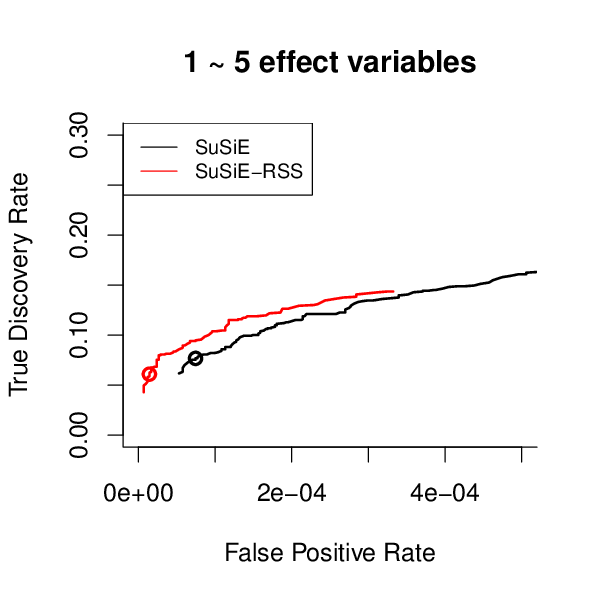 1 ~ 5 effect variables
SuSiE
SuSiE−RSS
True Discovery Rate
0.30
0.20
0.10
0.00
0e+00 2e−04 4e−04
False Positive Rate